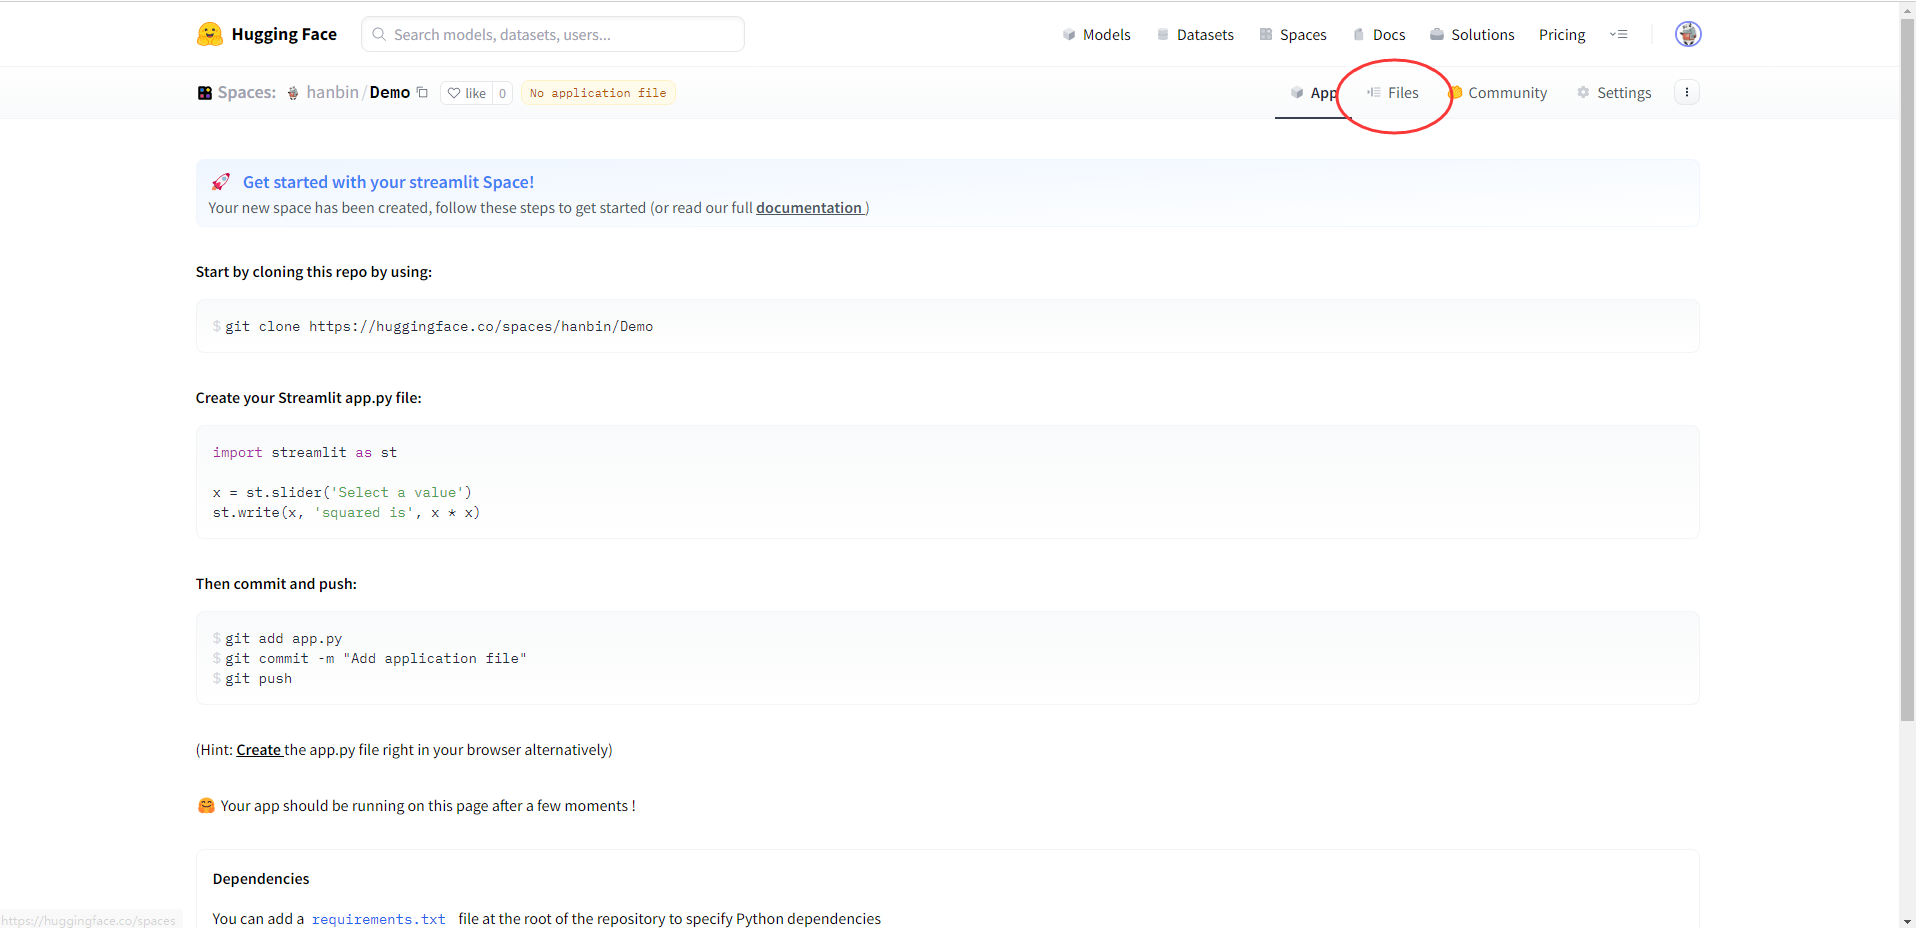 Hugging Face
Search models, datasets, users...
Models
Datasets
Spaces
Docs
Solutions
Pricing
Spaces:
hanbin/Demo
like
0
No application file
App
Files
Community
Settings
Get started with your streamlit Space!
Your new space has been created, follow these steps to get started (or read our full documentation )
Start by cloning this repo by using:
$ git clone https://huggingface.co/spaces/hanbin/Demo
Create your Streamlit app.py file:
import streamlit as st
x = st.slider('Select a value')
st.write(x, 'squared is', x * x)
Then commit and push:
$ git add app.py
$ git commit -m "Add application file"
$ git push
(Hint: Create the app.py file right in your browser alternatively)
Your app should be running on this page after a few moments !
Dependencies
You can add a requirements.txt file at the root of the repository to specify Python dependencies
https://huggingface.co/spaces